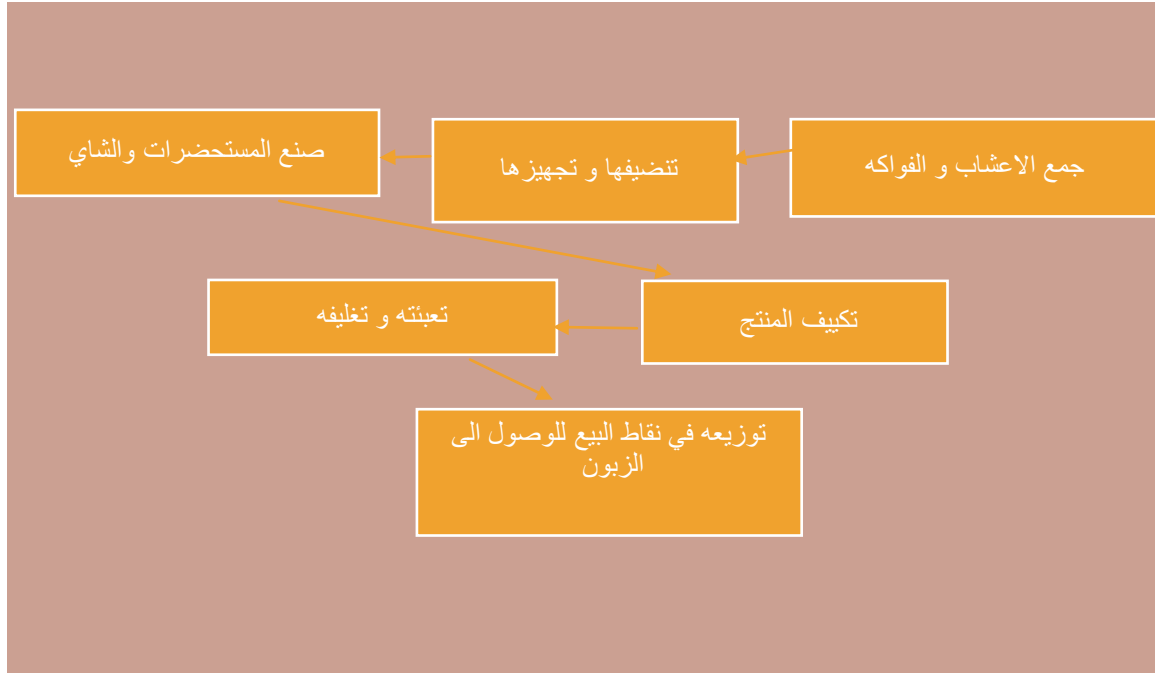 جمع الاعشاب و الفواكه
تنضيفها و تجهيزها
صنع المستحضرات والشاي
تكييف المنتج
تعبئته و تغليفه
توزيعه في نقاط البيع للوصول الى
الزبون